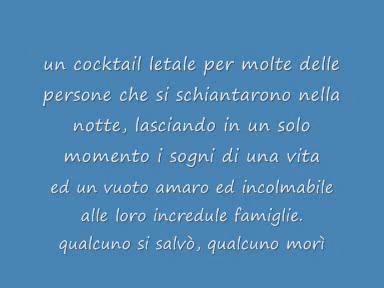 un cocktail letale per molte delle
persone che si schiantarono nella
notte, lasciando in un solo
momento i sogni di una vita
ed un vuoto amaro ed incolmabile
alle loro incredule famiglie.
qualcuno si salvò, qualcuno morì